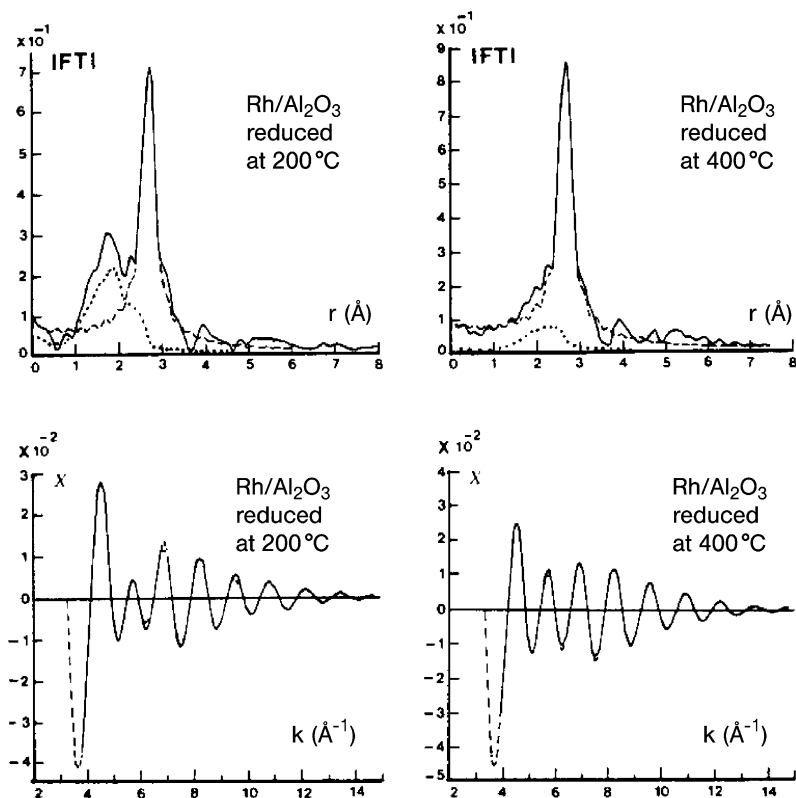 x10⁻¹
|FT|
7
6
5
4
3
2
1
0
Rh/Al₂O₃
reduced
at 200 °C
r (Å)
0 1 2 3 4 5 6 7 8
x10⁻¹
|FT|
9
8
7
6
5
4
3
2
1
0
Rh/Al₂O₃
reduced
at 400 °C
r (Å)
0 1 2 3 4 5 6 7 8
x10⁻²
χ
3
2
1
0
-1
-2
-3
-4
Rh/Al₂O₃
reduced
at 200 °C
k (Å⁻¹)
2 4 6 8 10 12 14
x10⁻²
χ
4
3
2
1
0
-1
-2
-3
-4
-5
Rh/Al₂O₃
reduced
at 400 °C
k (Å⁻¹)
2 4 6 8 10 12 14